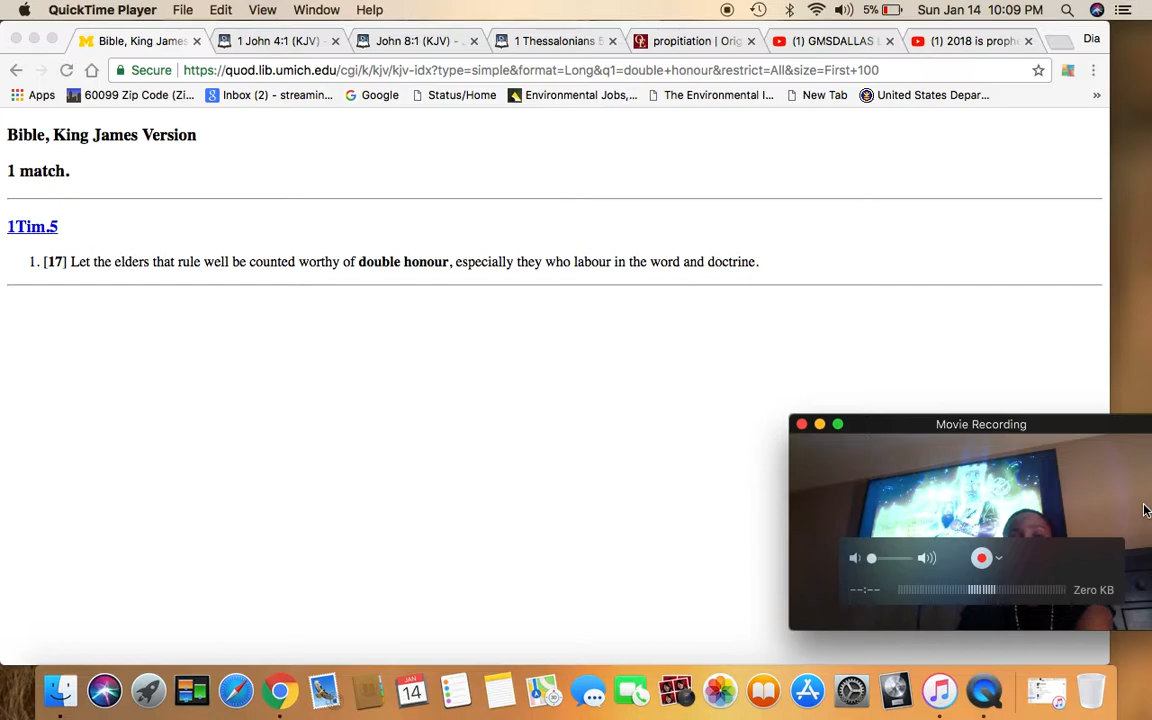 QuickTime Player File Edit View Window Help 5% Sun Jan 14 10:09 PM
Bible, King James 1 John 4:1 (KJV) - John 8:1 (KJV) - 1 Thessalonians 5 propitiation | Orig (1) GMSDALLAS L (1) 2018 is proph Dia
Secure https://quod.lib.umich.edu/cgi/k/kjv/kjv-idx?type=simple&format=Long&q1=double+honour&restrict=All&size=First+100
Apps 60099 Zip Code (Zi... Inbox (2) - streamin... Google Status/Home Environmental Jobs,... The Environmental I... New Tab United States Depar... »
Bible, King James Version
1 match.
1Tim.5
1. [17] Let the elders that rule well be counted worthy of double honour, especially they who labour in the word and doctrine.
Movie Recording
--:-- Zero KB
JAN
14